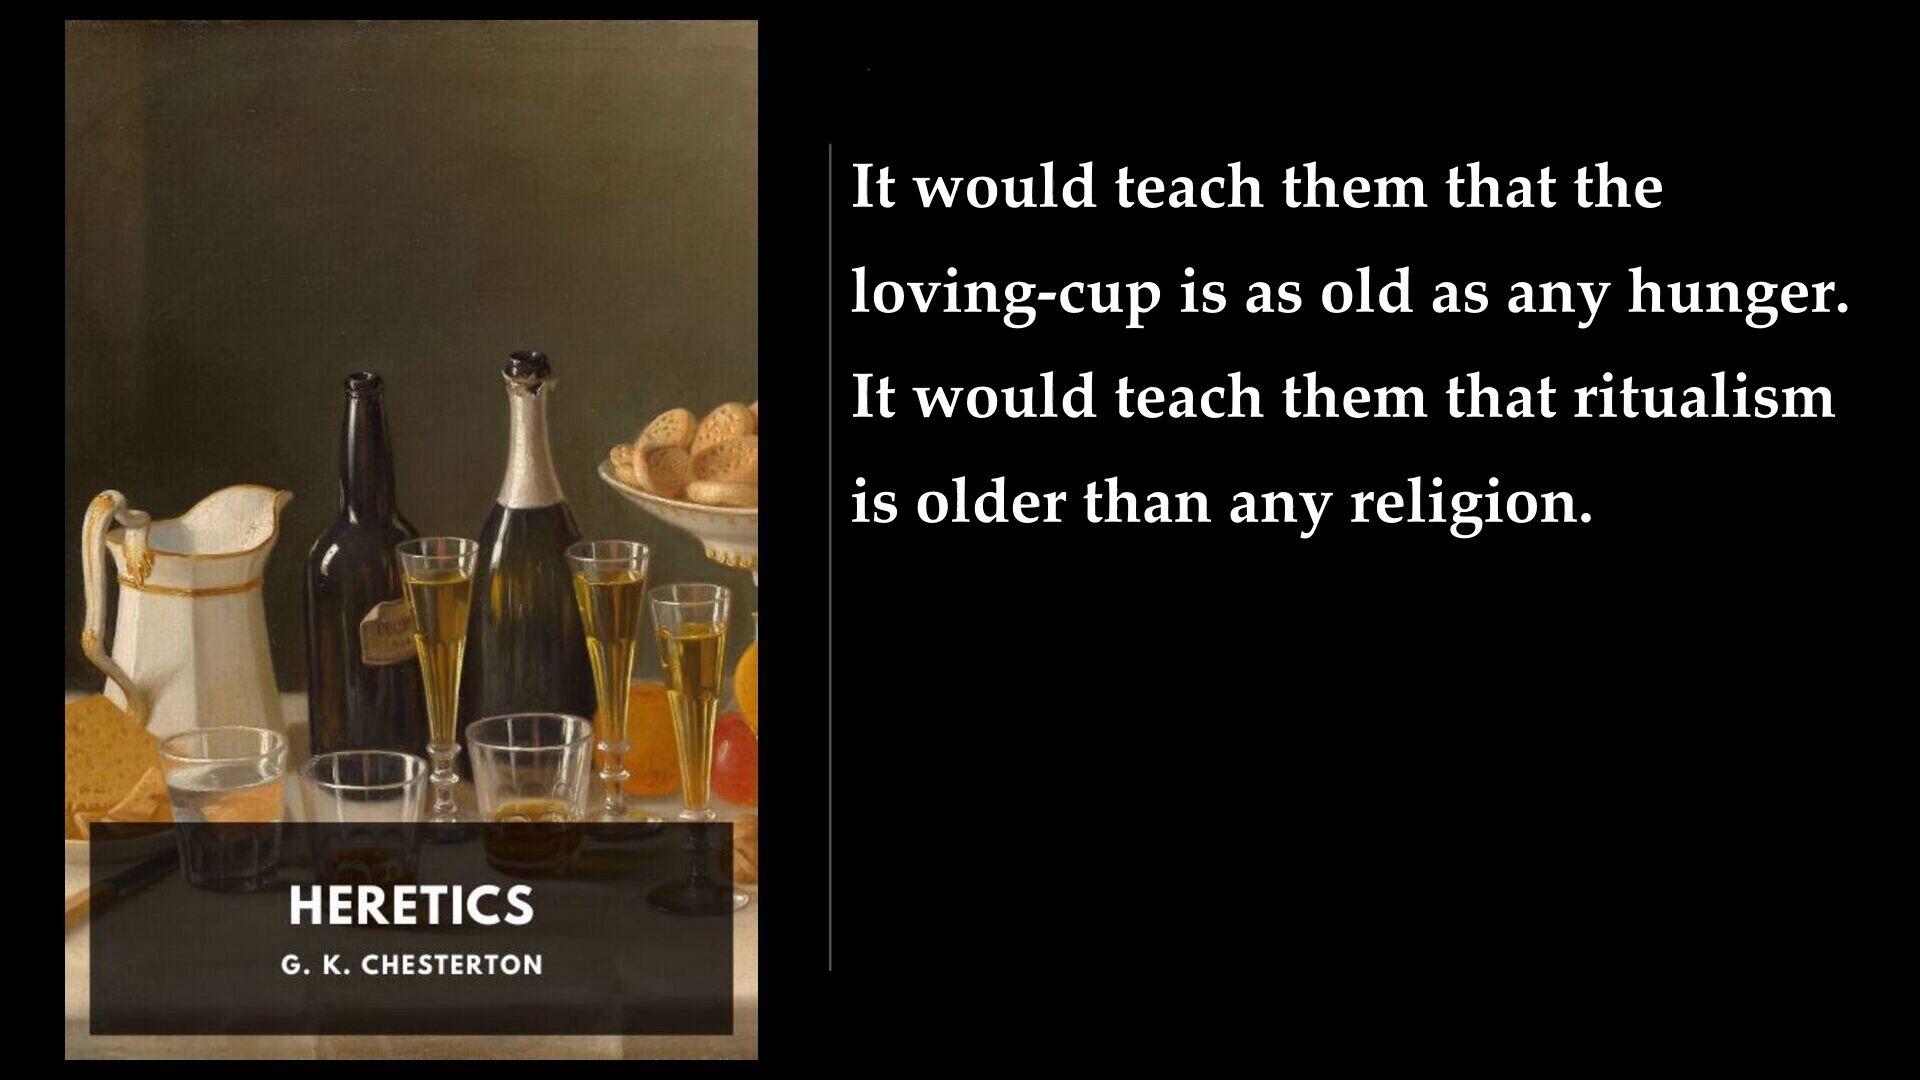 It would teach them that the
loving-cup is as old as any hunger.
It would teach them that ritualism
is older than any religion.
HERETICS
G. K. CHESTERTON